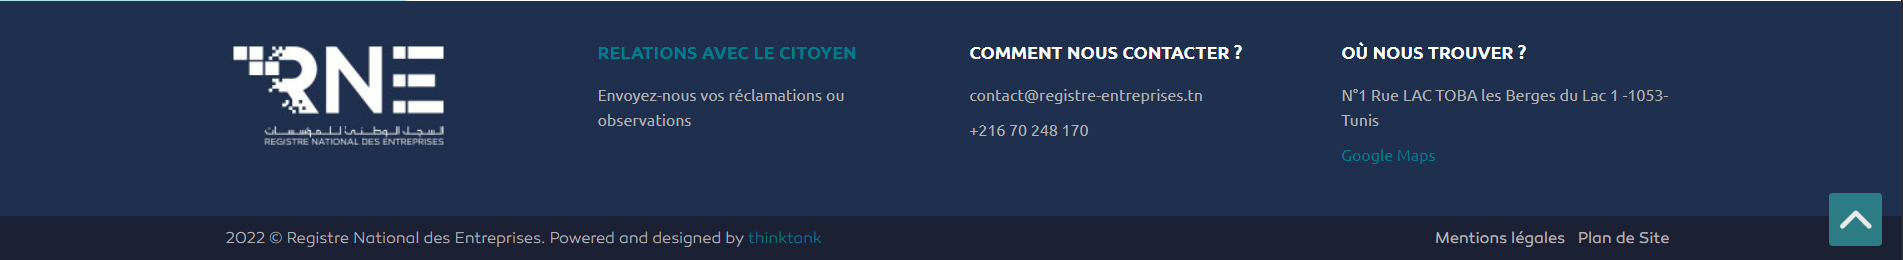 RNE
السجل الوطني للمؤسسات
REGISTRE NATIONAL DES ENTREPRISES
RELATIONS AVEC LE CITOYEN
Envoyez-nous vos réclamations ou
observations
COMMENT NOUS CONTACTER ?
contact@registre-entreprises.tn
+216 70 248 170
OÙ NOUS TROUVER ?
N°1 Rue LAC TOBA les Berges du Lac 1 -1053-
Tunis
Google Maps
2022 © Registre National des Entreprises. Powered and designed by thinktank
Mentions légales Plan de Site